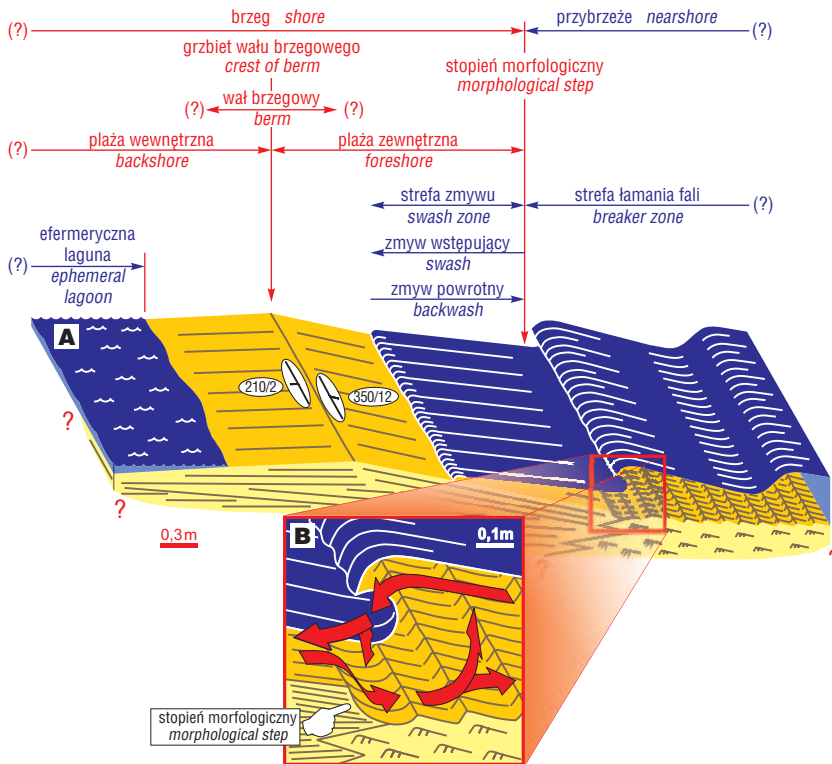 (?) brzeg shore przybrzeże nearshore (?)
grzbiet wału brzegowego
crest of berm
stopień morfologiczny
morphological step
(?) wał brzegowy (?)
berm
(?) plaża wewnętrzna plaża zewnętrzna
backshore foreshore
strefa zmywu strefa łamania fali (?)
swash zone breaker zone
efermeryczna
laguna
(?) ephemeral
lagoon
zmyw wstępujący
swash
zmyw powrotny
backwash
A
210/2
350/12
?
?
0,3 m
B
0,1m
?
?
stopień morfologiczny
morphological step